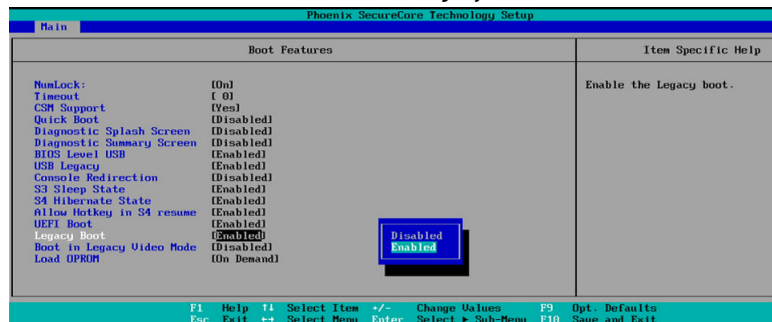 Phoenix SecureCore Technology Setup
Main
Boot Features
Item Specific Help
NumLock: [On]
Timeout [ 0]
CSM Support [Yes]
Quick Boot [Disabled]
Diagnostic Splash Screen [Disabled]
Diagnostic Summary Screen [Disabled]
BIOS Level USB [Enabled]
USB Legacy [Enabled]
Console Redirection [Disabled]
S3 Sleep State [Enabled]
S4 Hibernate State [Enabled]
Allow Hotkey in S4 resume [Enabled]
UEFI Boot [Enabled]
Legacy Boot [Enabled]
Boot in Legacy Video Mode [Disabled]
Load OPROM [On Demand]
Disabled
Enabled
Enable the Legacy boot.
F1 Help ↑↓ Select Item +/- Change Values F9 Opt. Defaults
Esc Exit ↔ Select Menu Enter Select ▶ Sub-Menu F10 Save and Exit